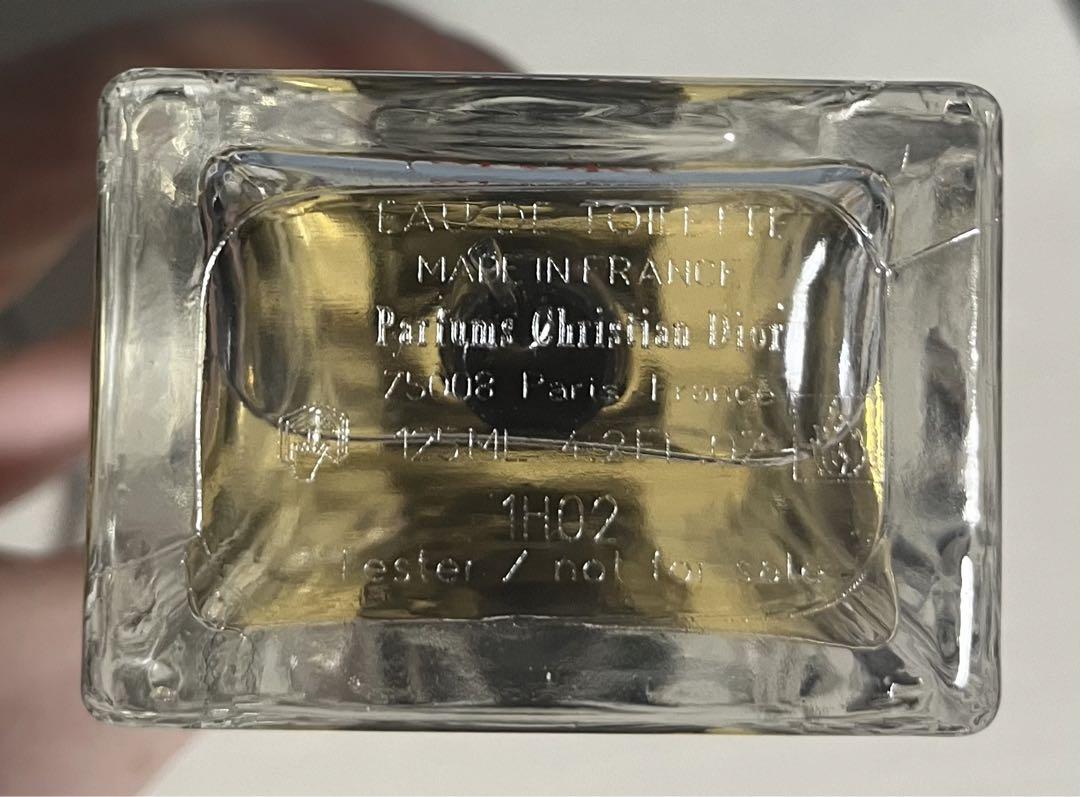 EAU DE TOILETTE
MADE IN FRANCE
Parfums Christian Dior
75008 Paris France
125ML 4.2FL.OZ
1H02
Tester / not for sale